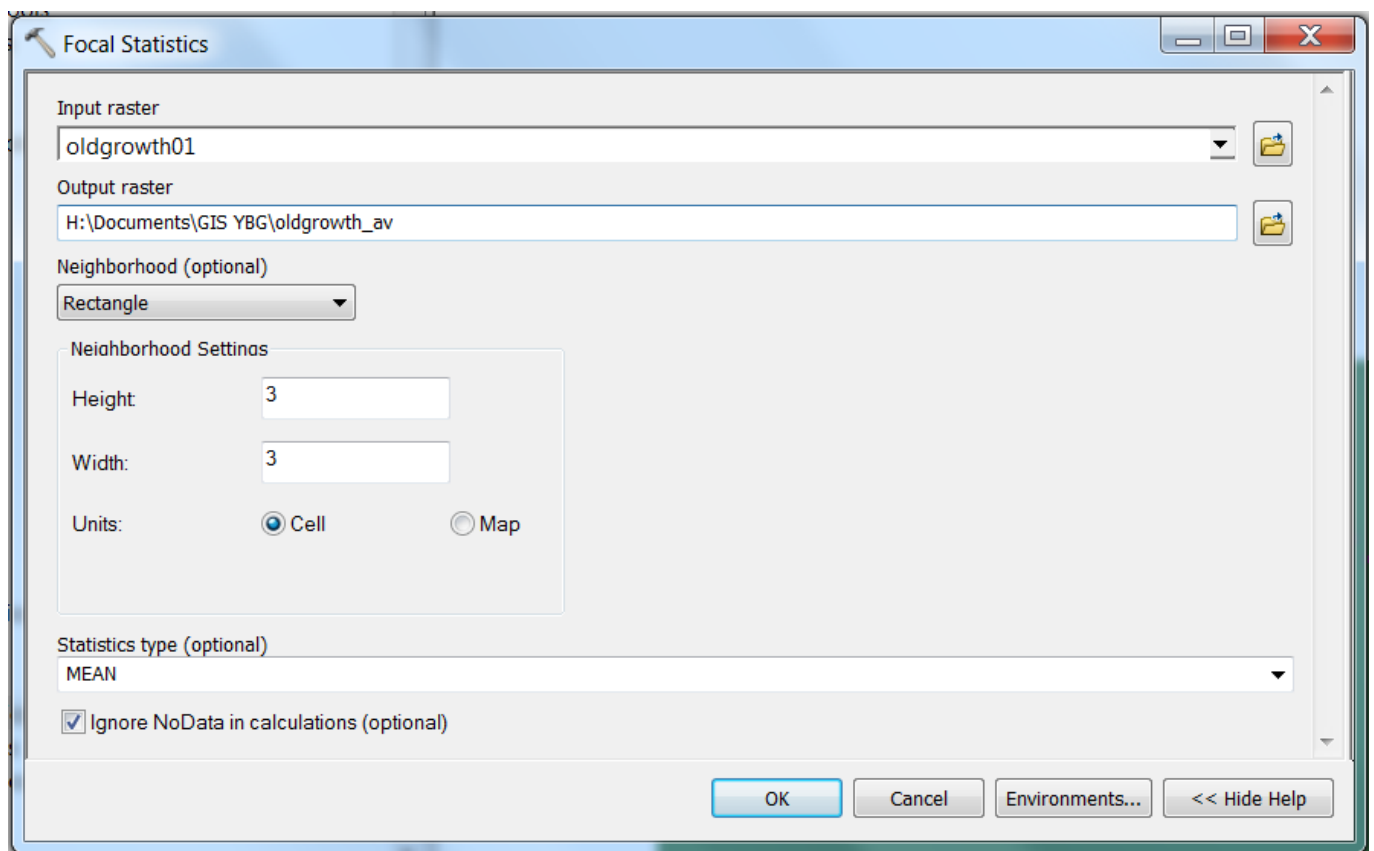 Focal Statistics
Input raster
oldgrowth01
Output raster
H:\Documents\GIS YBG\oldgrowth_av
Neighborhood (optional)
Rectangle
Neighborhood Settings
Height:
3
Width:
3
Units:
Cell
Map
Statistics type (optional)
MEAN
Ignore NoData in calculations (optional)
OK
Cancel
Environments...
<< Hide Help